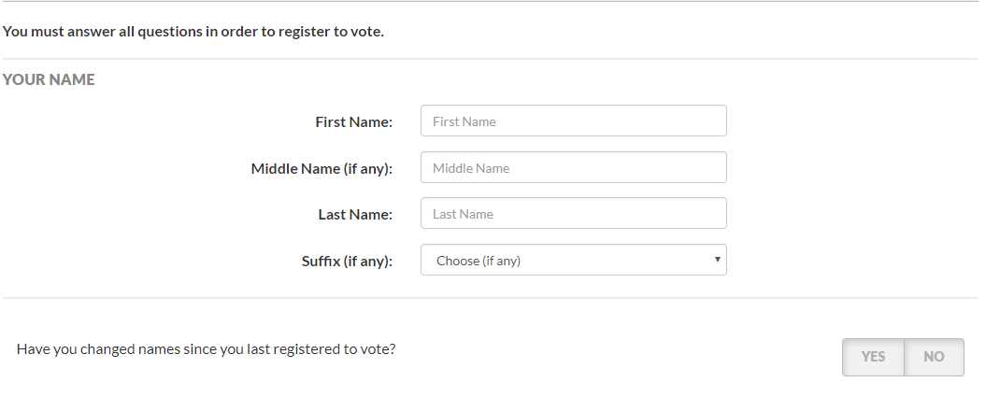 You must answer all questions in order to register to vote.
YOUR NAME
First Name: First Name
Middle Name (if any): Middle Name
Last Name: Last Name
Suffix (if any): Choose (if any)
Have you changed names since you last registered to vote? YES NO